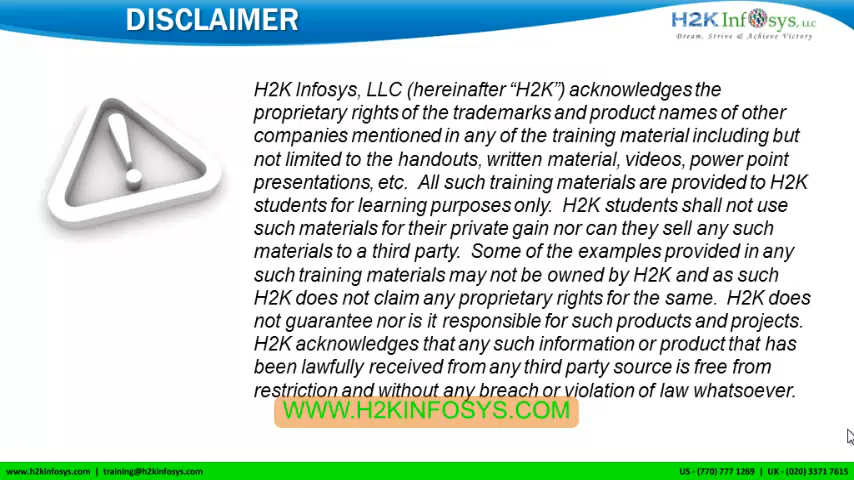 DISCLAIMER
H2K Infosys, LLC
Dream, Strive & Achieve Victory
H2K Infosys, LLC (hereinafter “H2K”) acknowledges the
proprietary rights of the trademarks and product names of other
companies mentioned in any of the training material including but
not limited to the handouts, written material, videos, power point
presentations, etc.  All such training materials are provided to H2K
students for learning purposes only.  H2K students shall not use
such materials for their private gain nor can they sell any such
materials to a third party.  Some of the examples provided in any
such training materials may not be owned by H2K and as such
H2K does not claim any proprietary rights for the same.  H2K does
not guarantee nor is it responsible for such products and projects.
H2K acknowledges that any such information or product that has
been lawfully received from any third party source is free from
restriction and without any breach or violation of law whatsoever.
WWW.H2KINFOSYS.COM
www.h2kinfosys.com | training@h2kinfosys.com
US - (770) 777 1269 | UK - (020) 3371 7615